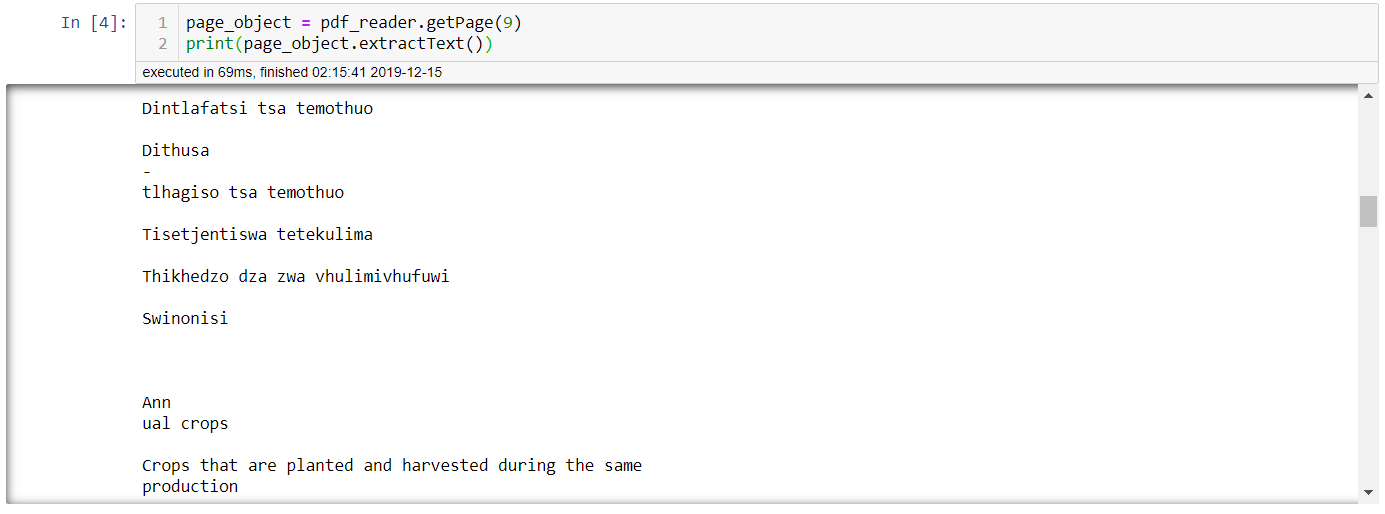 In [4]:
1 page_object = pdf_reader.getPage(9)
2 print(page_object.extractText())
executed in 69ms, finished 02:15:41 2019-12-15
Dintlafatsi tsa temothuo
Dithusa
-
tlhagiso tsa temothuo
Tisetjentiswa tetekulima
Thikhedzo dza zwa vhulimivhufuwi
Swinonisi
Ann
ual crops
Crops that are planted and harvested during the same
production